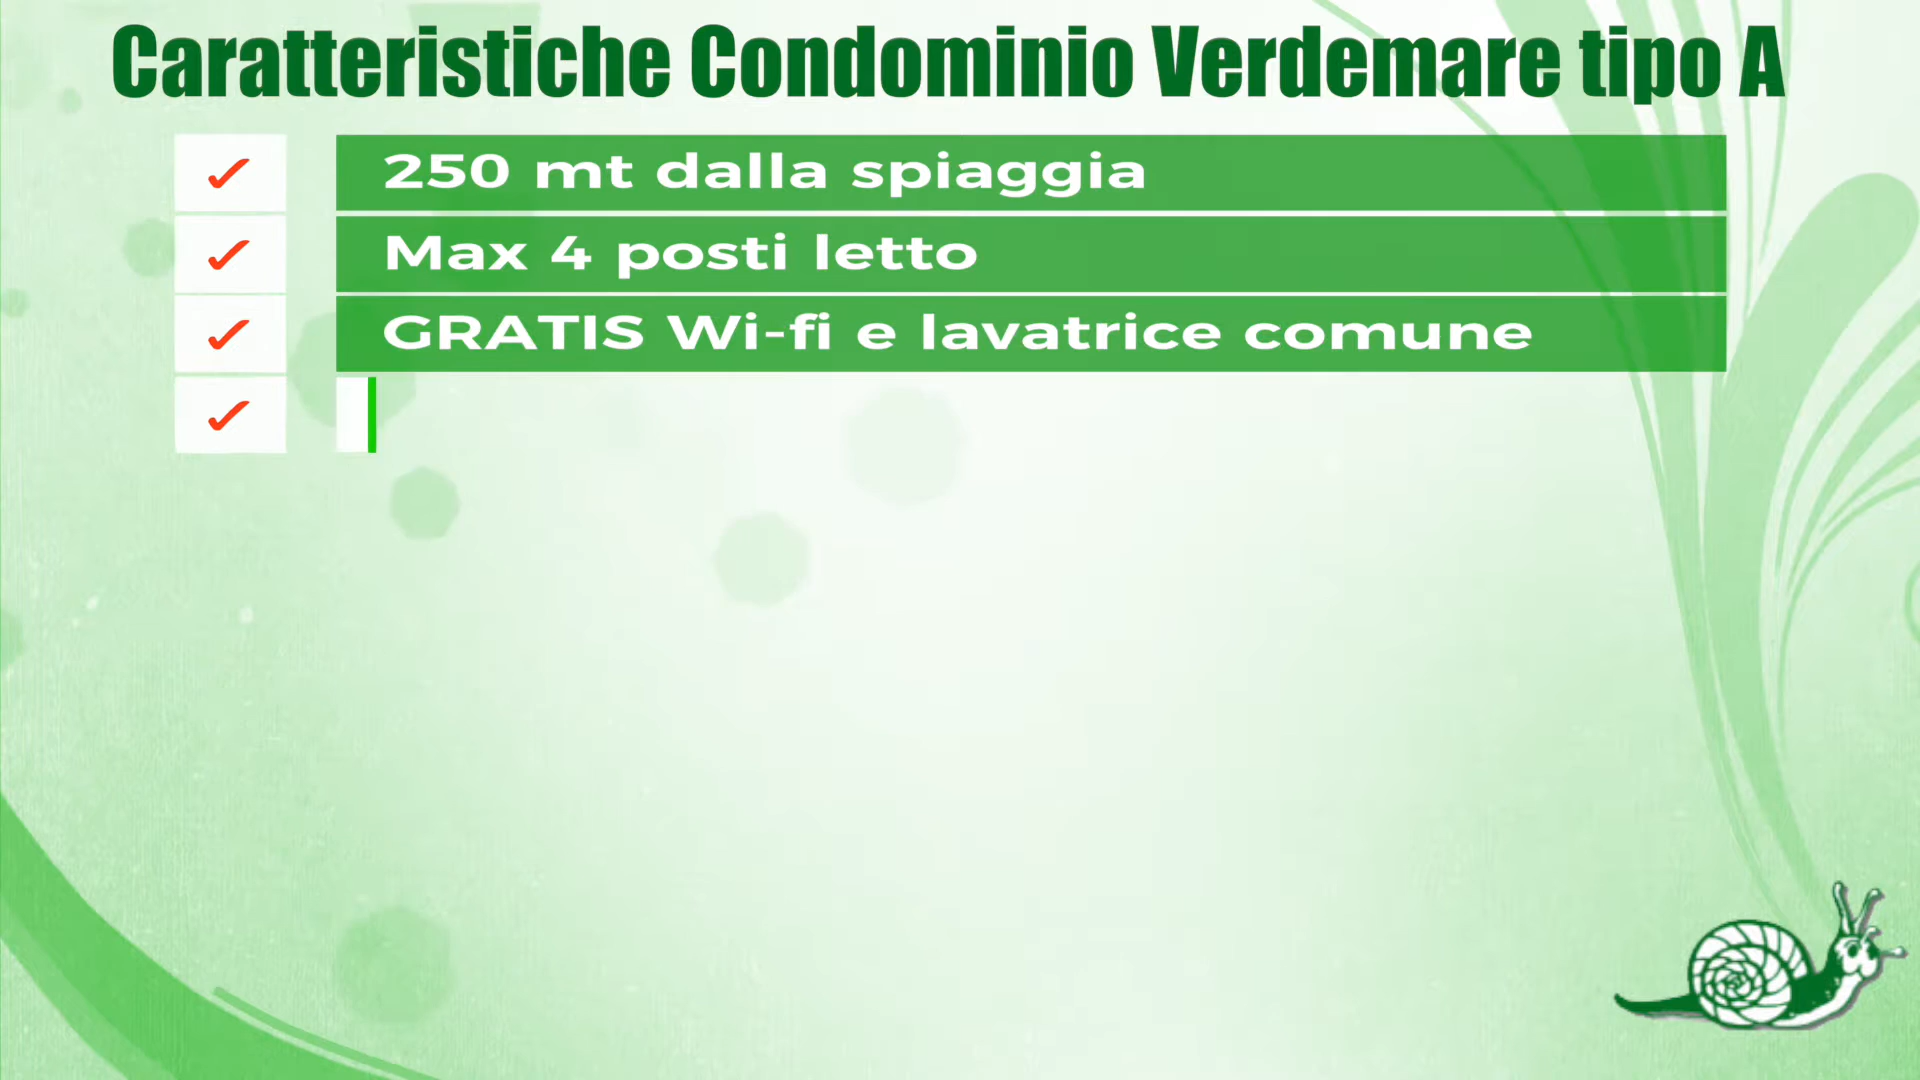 Caratteristiche Condominio Verdemare tipo A
250 mt dalla spiaggia
Max 4 posti letto
GRATIS Wi-fi e lavatrice comune